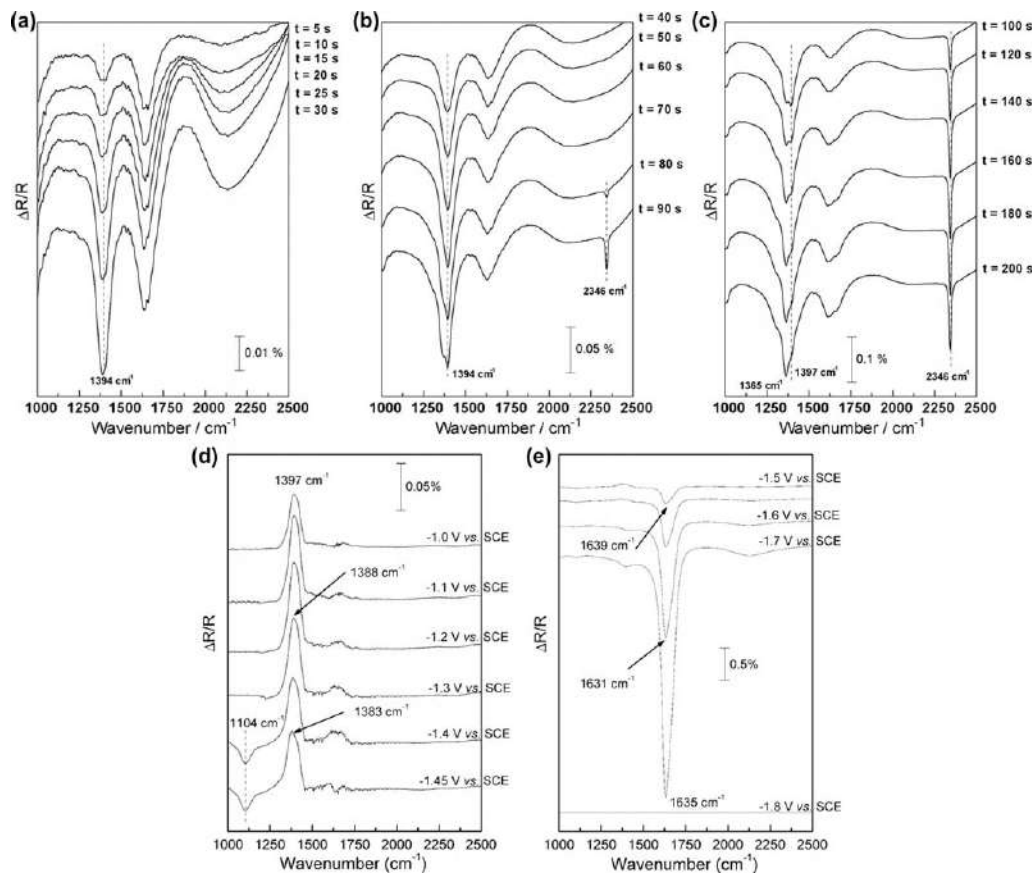 (a)
t = 5 s
t = 10 s
t = 15 s
t = 20 s
t = 25 s
t = 30 s
ΔR/R
0.01 %
1394 cm⁻¹
1000 1250 1500 1750 2000 2250 2500
Wavenumber / cm⁻¹
(b)
t = 40 s
t = 50 s
t = 60 s
t = 70 s
t = 80 s
t = 90 s
ΔR/R
2346 cm⁻¹
0.05 %
1394 cm⁻¹
1000 1250 1500 1750 2000 2250 2500
Wavenumber / cm⁻¹
(c)
t = 100 s
t = 120 s
t = 140 s
t = 160 s
t = 180 s
t = 200 s
ΔR/R
0.1 %
1397 cm⁻¹
2346 cm⁻¹
1365 cm⁻¹
1000 1250 1500 1750 2000 2250 2500
Wavenumber / cm⁻¹
(d)
1397 cm⁻¹
0.05%
-1.0 V vs. SCE
1388 cm⁻¹
-1.1 V vs. SCE
-1.2 V vs. SCE
-1.3 V vs. SCE
1383 cm⁻¹
1104 cm⁻¹
-1.4 V vs. SCE
-1.45 V vs. SCE
ΔR/R
1000 1250 1500 1750 2000 2250 2500
Wavenumber (cm⁻¹)
(e)
-1.5 V vs. SCE
-1.6 V vs. SCE
1639 cm⁻¹
-1.7 V vs. SCE
ΔR/R
0.5%
1631 cm⁻¹
1635 cm⁻¹
-1.8 V vs. SCE
1000 1250 1500 1750 2000 2250 2500
Wavenumber (cm⁻¹)